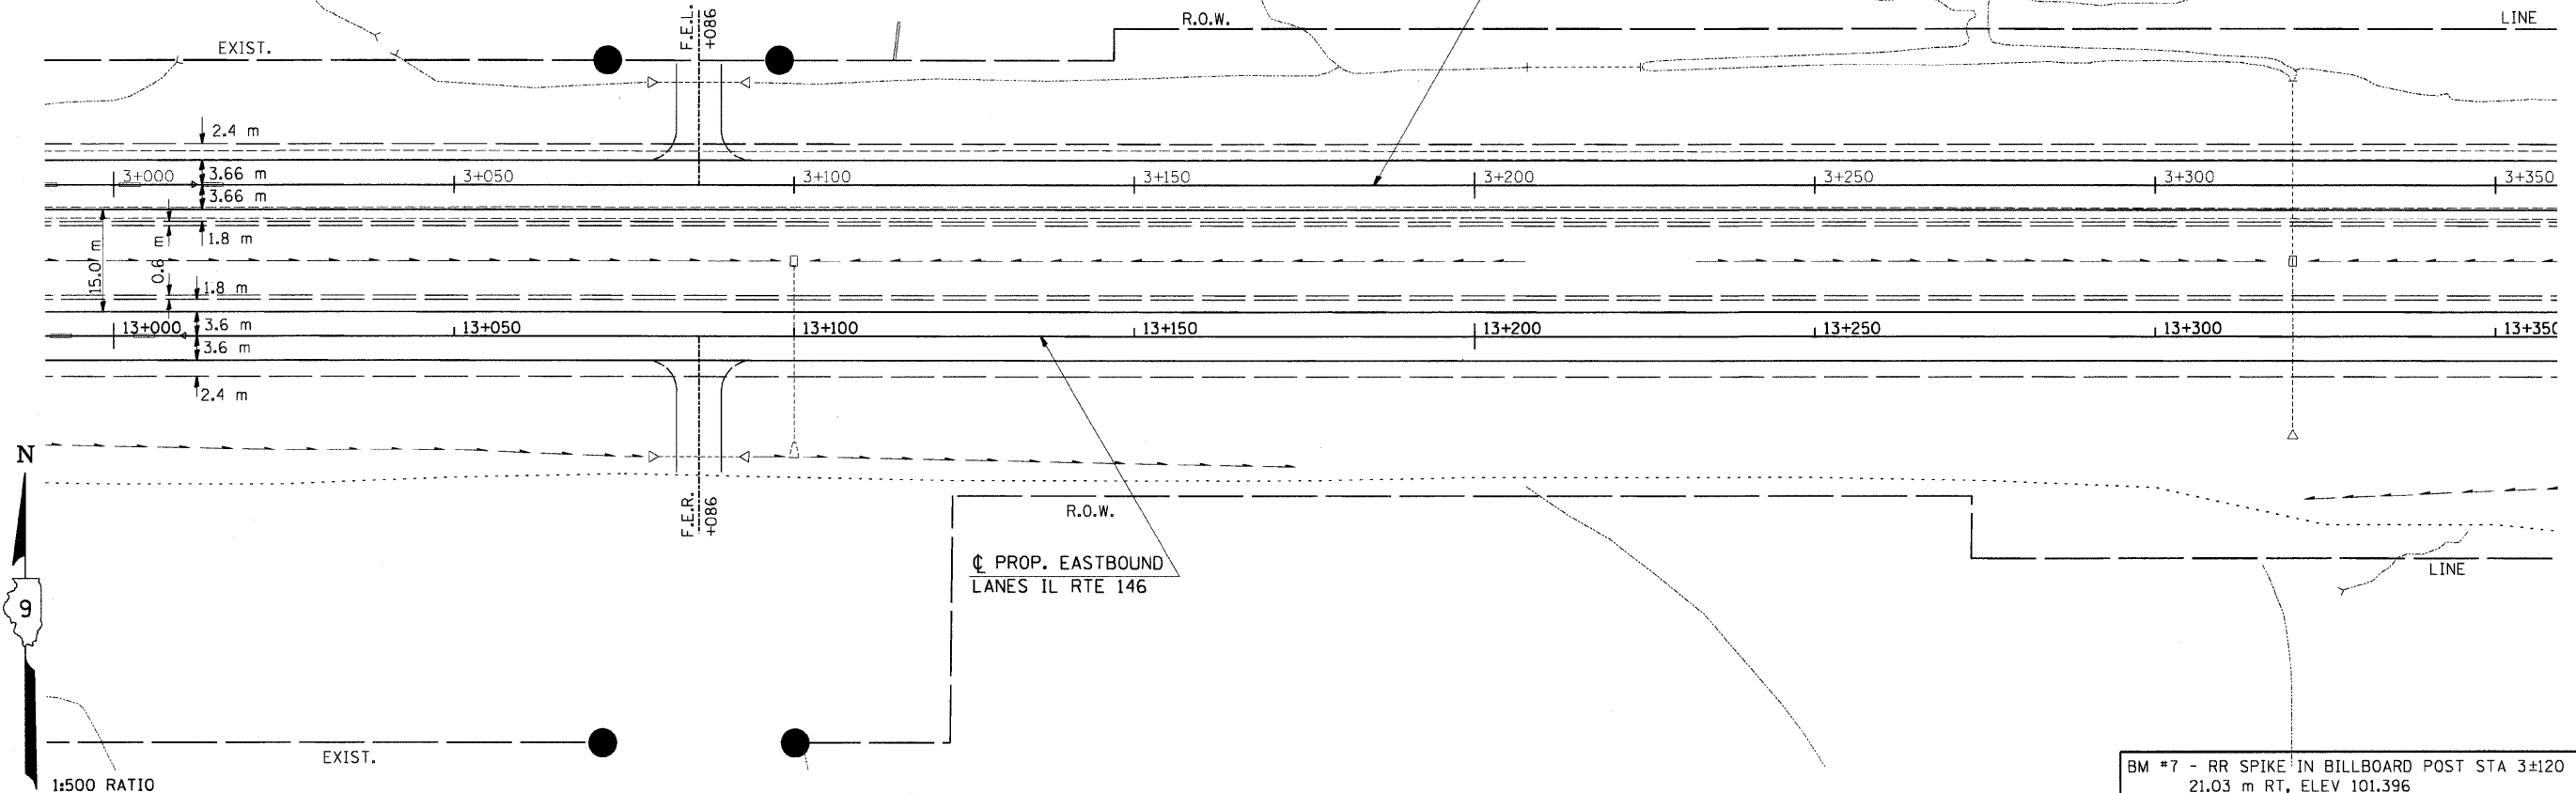 R.O.W.
LINE
EXIST.
F.E.L.
+086
2.4 m
3.66 m
3+000
3+050
3+100
3+150
3+200
3+250
3+300
3+350
3.66 m
1.8 m
15.0 m
0.6 m
1.8 m
13+000
3.6 m
13+050
13+100
13+150
13+200
13+250
13+300
13+350
3.6 m
2.4 m
N
F.E.R.
+086
R.O.W.
℄ PROP. EASTBOUND
LANES IL RTE 146
LINE
9
EXIST.
1:500 RATIO
BM #7 - RR SPIKE IN BILLBOARD POST STA 3±120
21.03 m RT, ELEV 101.396